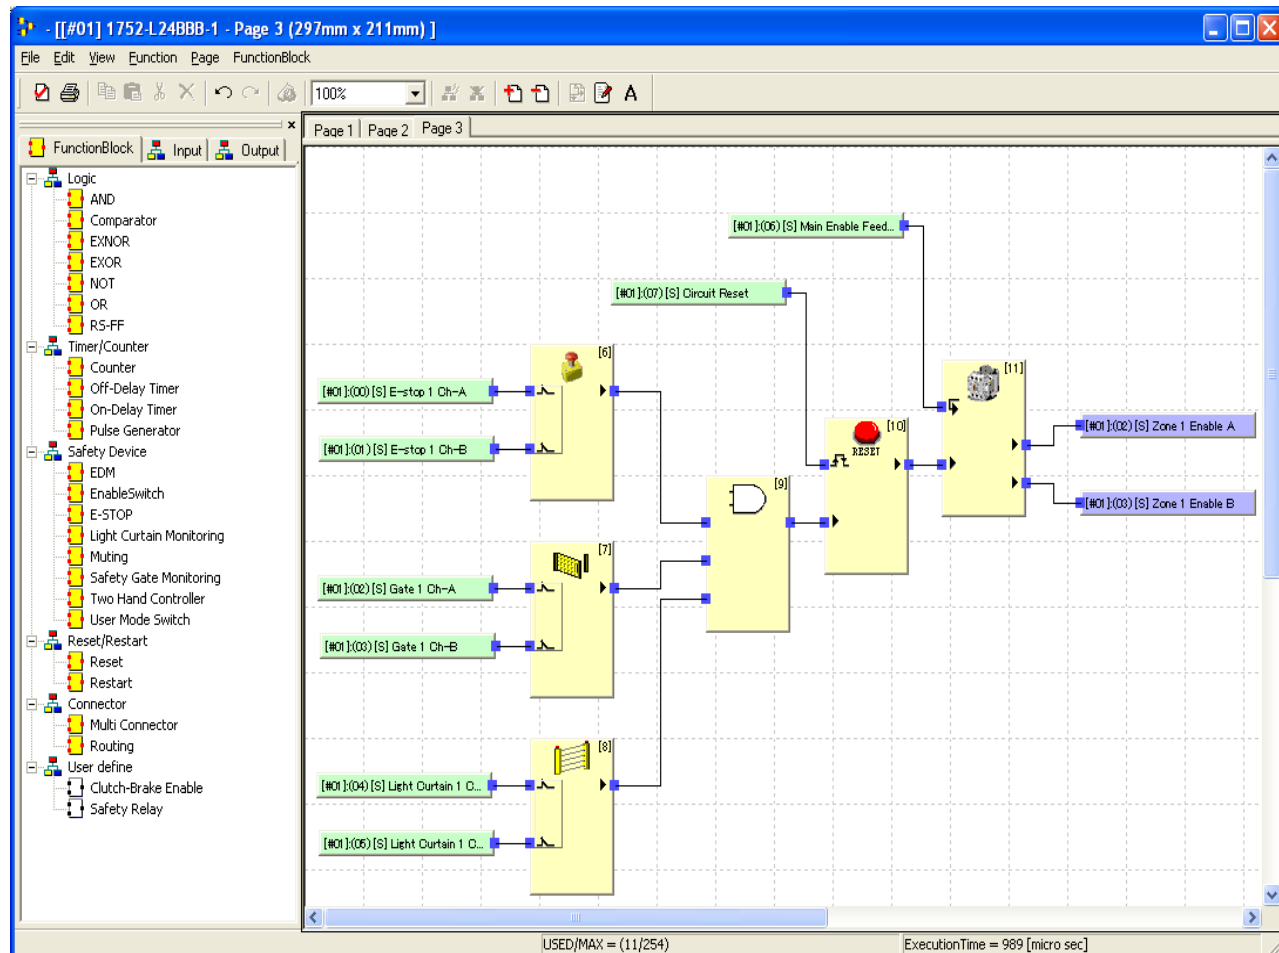 - [[#01] 1752-L24BBB-1 - Page 3 (297mm x 211mm) ]
File Edit View Function Page FunctionBlock
100%
A
FunctionBlock Input Output
Page 1 Page 2 Page 3
Logic
AND
Comparator
EXNOR
EXOR
NOT
OR
RS-FF
Timer/Counter
Counter
Off-Delay Timer
On-Delay Timer
Pulse Generator
Safety Device
EDM
EnableSwitch
E-STOP
Light Curtain Monitoring
Muting
Safety Gate Monitoring
Two Hand Controller
User Mode Switch
Reset/Restart
Reset
Restart
Connector
Multi Connector
Routing
User define
Clutch-Brake Enable
Safety Relay
[#01]:(06) [S] Main Enable Feed...
[#01]:(07) [S] Circuit Reset
[6]
[#01]:(00) [S] E-stop 1 Ch-A
[#01]:(01) [S] E-stop 1 Ch-B
[7]
[#01]:(02) [S] Gate 1 Ch-A
[#01]:(03) [S] Gate 1 Ch-B
[8]
[#01]:(04) [S] Light Curtain 1 C...
[#01]:(05) [S] Light Curtain 1 C...
[9]
[10]
RESET
[11]
[#01]:(02) [S] Zone 1 Enable A
[#01]:(03) [S] Zone 1 Enable B
USED/MAX = (11/254)
ExecutionTime = 989 [micro sec]